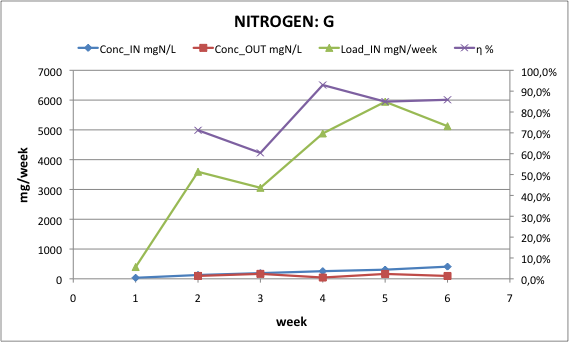 NITROGEN: G
Conc_IN mgN/L Conc_OUT mgN/L Load_IN mgN/week η %
7000 100,0%
6000 90,0%
5000 80,0%
4000 70,0%
3000 60,0%
2000 50,0%
1000 40,0%
0 30,0%
20,0%
10,0%
0,0%
mg/week
0 1 2 3 4 5 6 7
week